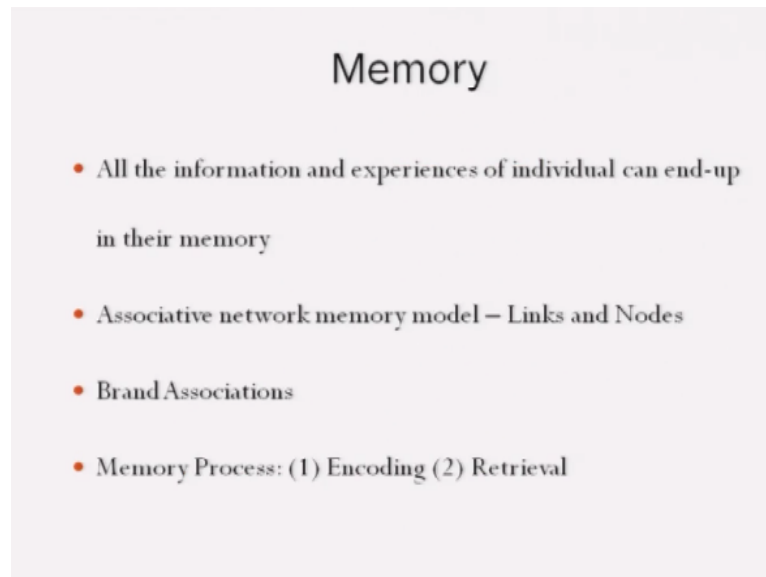 Memory
• All the information and experiences of individual can end-up
in their memory
• Associative network memory model – Links and Nodes
• Brand Associations
• Memory Process: (1) Encoding (2) Retrieval